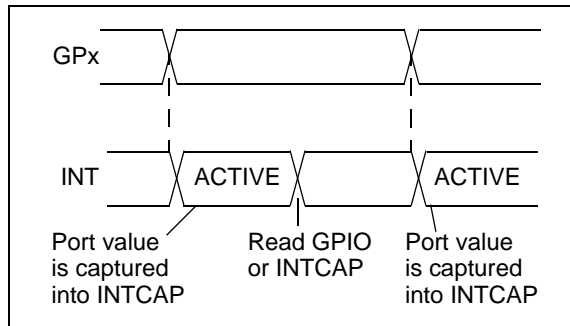 GPx
INT
ACTIVE
ACTIVE
Port value
is captured
into INTCAP
Read GPIO
or INTCAP
Port value
is captured
into INTCAP